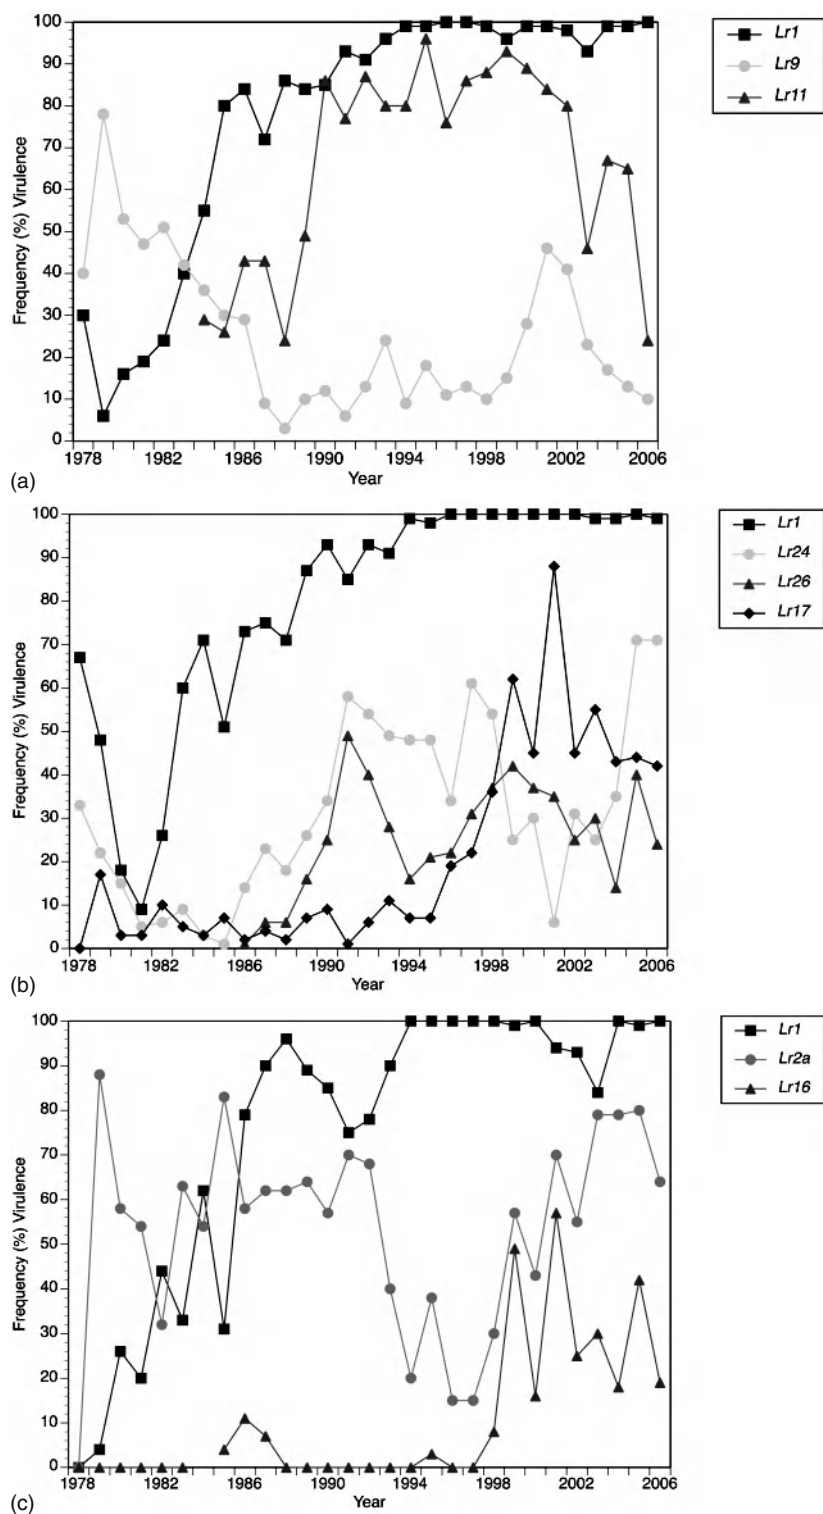 100
90
80
70
60
50
40
30
20
10
0
Frequency (%) Virulence
1978 1982 1986 1990 1994 1998 2002 2006
Year
Lr1
Lr9
Lr11
(a)
100
90
80
70
60
50
40
30
20
10
0
Frequency (%) Virulence
1978 1982 1986 1990 1994 1998 2002 2006
Year
Lr1
Lr24
Lr26
Lr17
(b)
100
90
80
70
60
50
40
30
20
10
0
Frequency (%) Virulence
1978 1982 1986 1990 1994 1998 2002 2006
Year
Lr1
Lr2a
Lr16
(c)